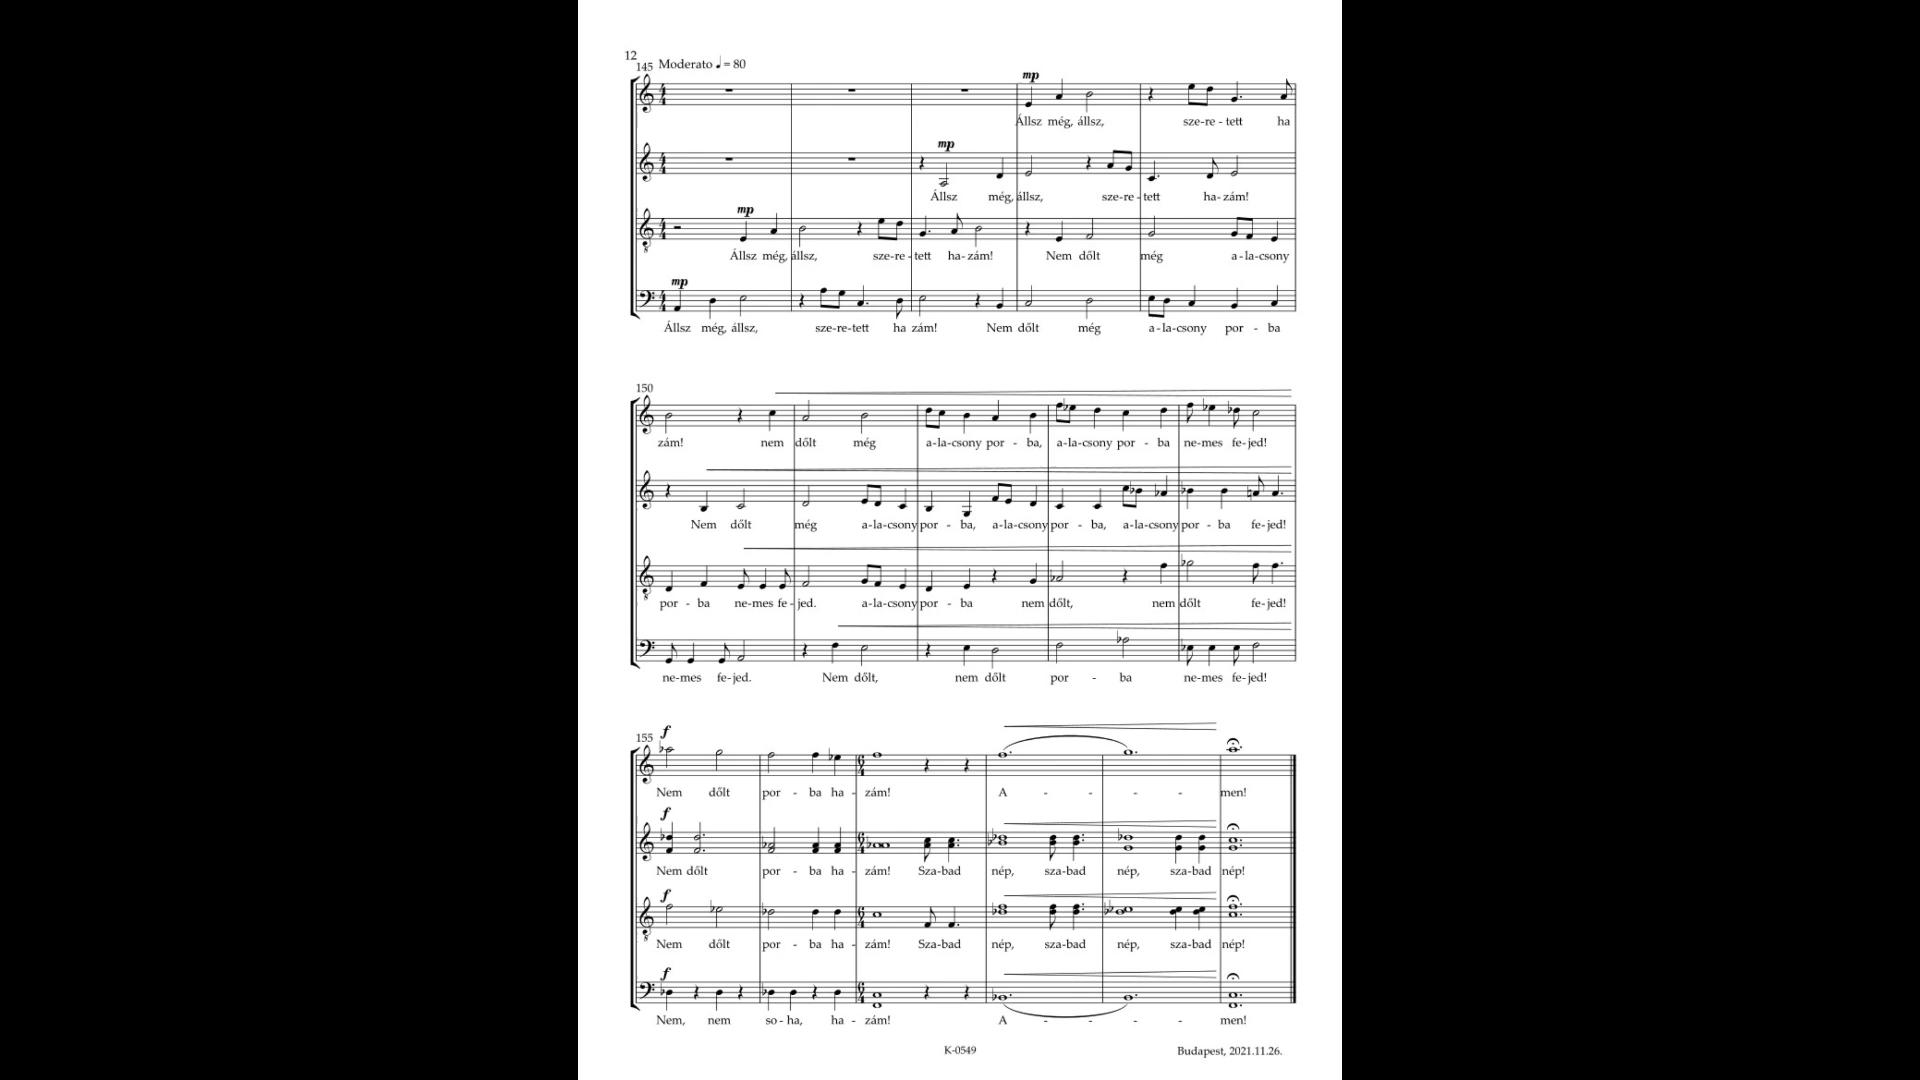 12
145 Moderato ♩ = 80
mp
Állsz még, állsz, sze-re-tett ha
mp
Állsz még, állsz, sze-re-tett ha-zám!
mp
Állsz még, állsz, sze-re-tett ha-zám! Nem dőlt még a-la-csony
mp
Állsz még, állsz, sze-re-tett ha zám! Nem dőlt még a-la-csony por - ba
150
zám! nem dőlt még a-la-csony por - ba, a-la-csony por - ba ne-mes fe-jed!
Nem dőlt még a-la-csony por - ba, a-la-csony por - ba, a-la-csony por - ba fe-jed!
por - ba ne-mes fe-jed. a-la-csony por - ba nem dőlt, nem dőlt fe-jed!
ne-mes fe-jed. Nem dőlt, nem dőlt por - ba ne-mes fe-jed!
155
f
Nem dőlt por - ba ha - zám! A - - - - men!
f
Nem dőlt por - ba ha - zám! Sza-bad nép, sza-bad nép, sza-bad nép!
f
Nem dőlt por - ba ha - zám! Sza-bad nép, sza-bad nép, sza-bad nép!
f
Nem, nem so-ha, ha - zám! A - - - - men!
K-0549
Budapest, 2021.11.26.